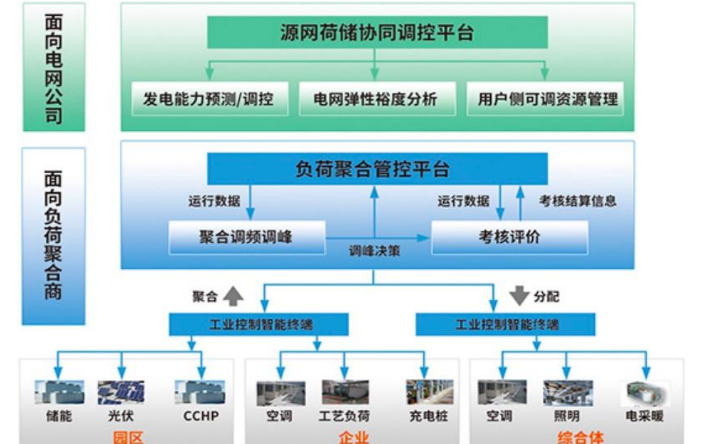 面向电网公司
源网荷储协同调控平台
发电能力预测/调控
电网弹性裕度分析
用户侧可调资源管理
面向负荷聚合商
负荷聚合管控平台
运行数据
运行数据
考核结算信息
聚合调频调峰
考核评价
调峰决策
聚合
分配
工业控制智能终端
工业控制智能终端
储能
光伏
CCHP
空调
工艺负荷
充电桩
空调
照明
电采暖
园区
企业
综合体